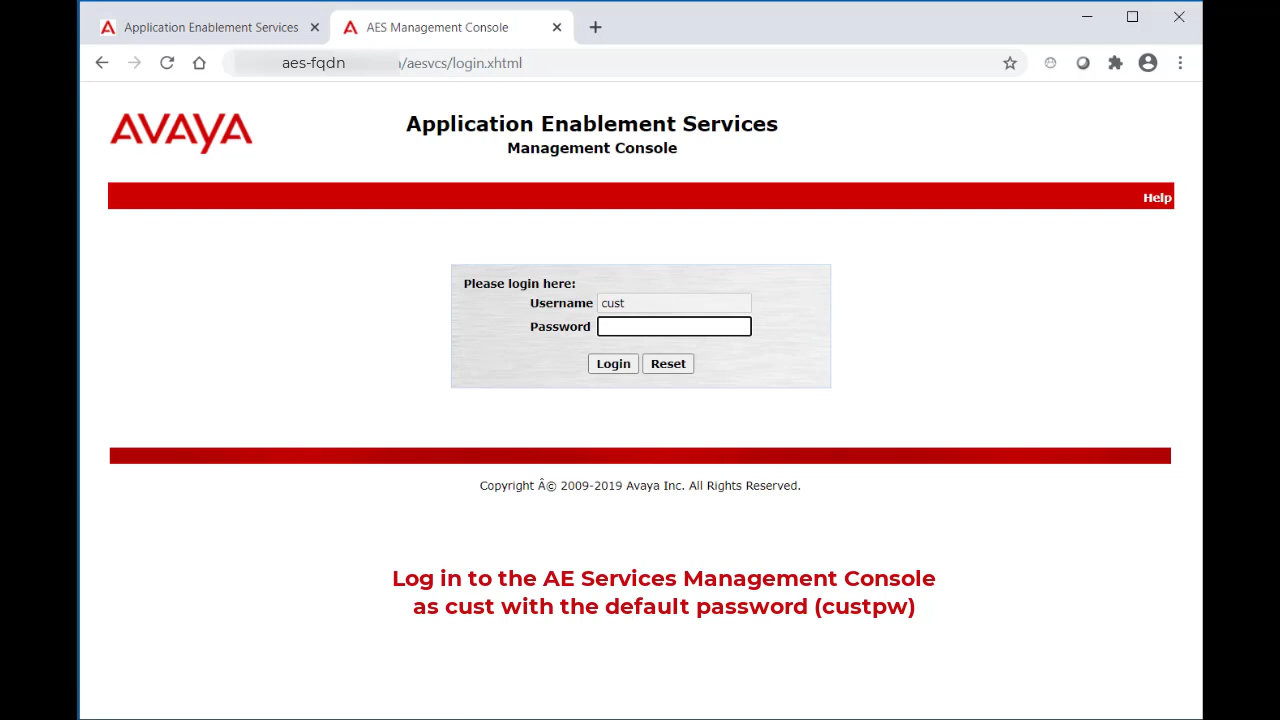 Application Enablement Services
AES Management Console
aes-fqdn /aesvcs/login.xhtml
AVAYA
Application Enablement Services
Management Console
Help
Please login here:
Username cust
Password
Login Reset
Copyright Â© 2009-2019 Avaya Inc. All Rights Reserved.
Log in to the AE Services Management Console
as cust with the default password (custpw)